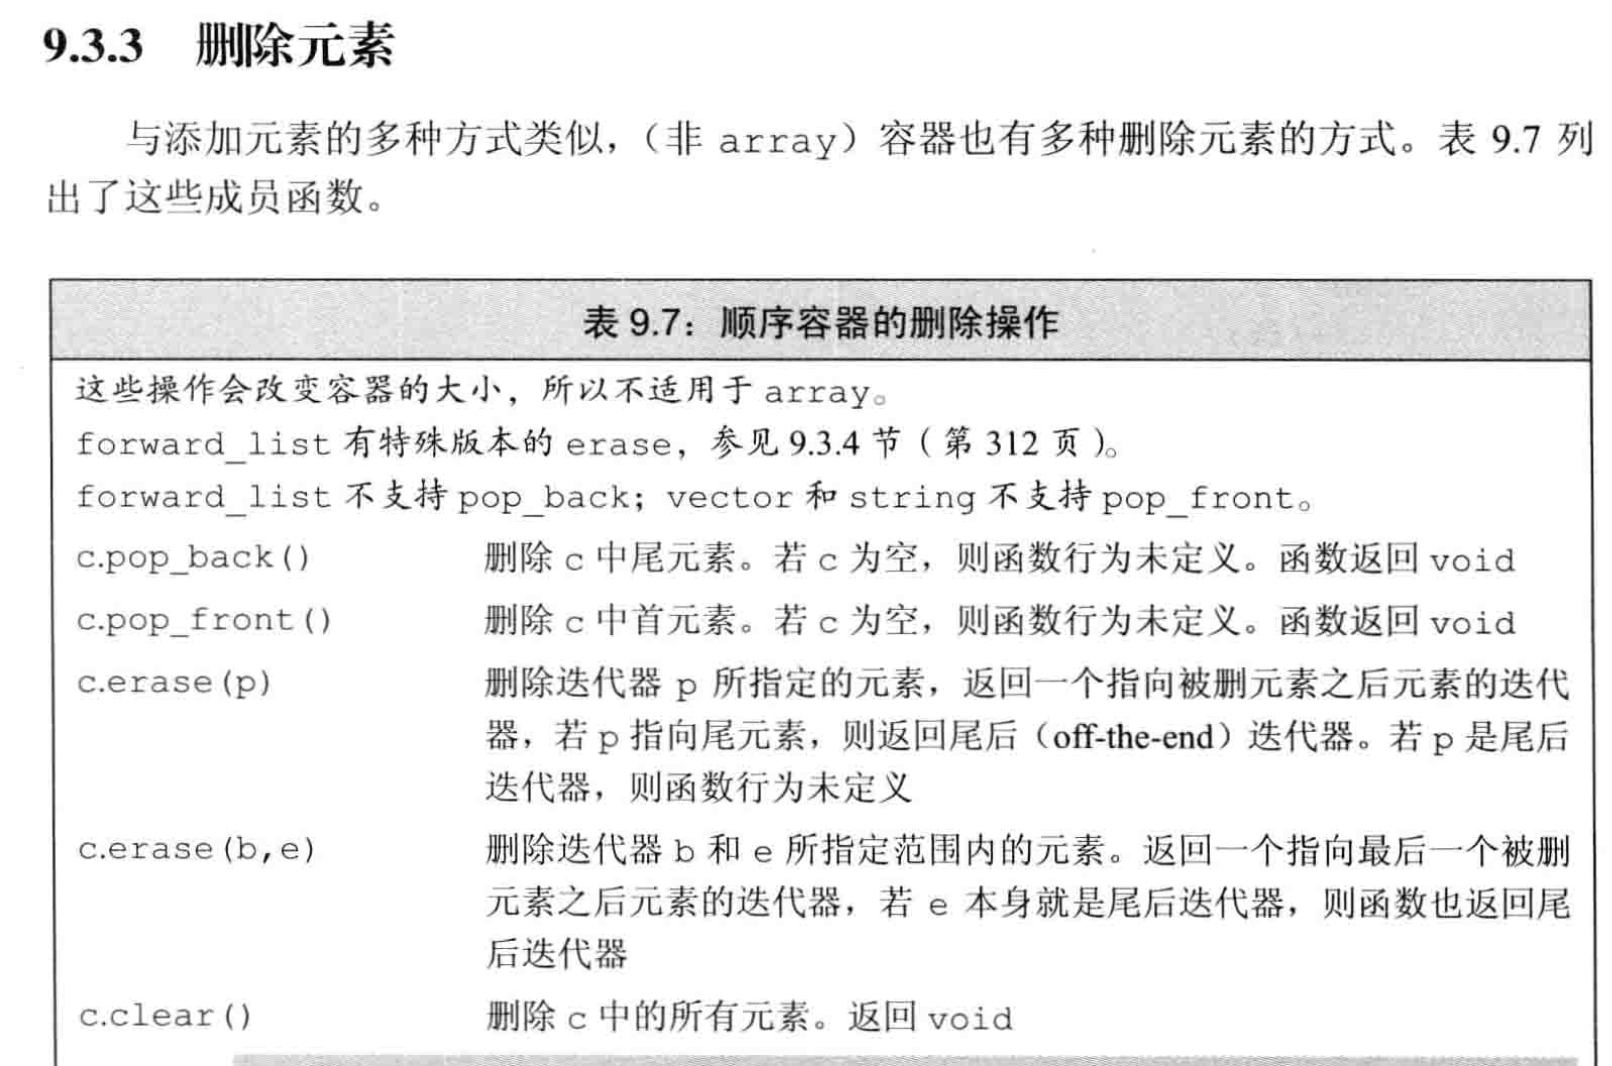 9.3.3 删除元素
与添加元素的多种方式类似，（非 array）容器也有多种删除元素的方式。表 9.7 列
出了这些成员函数。
表 9.7：顺序容器的删除操作
这些操作会改变容器的大小，所以不适用于 array。
forward_list 有特殊版本的 erase，参见 9.3.4 节（第 312 页）。
forward_list 不支持 pop_back；vector 和 string 不支持 pop_front。
c.pop_back() 删除 c 中尾元素。若 c 为空，则函数行为未定义。函数返回 void
c.pop_front() 删除 c 中首元素。若 c 为空，则函数行为未定义。函数返回 void
c.erase(p) 删除迭代器 p 所指定的元素，返回一个指向被删元素之后元素的迭代
器，若 p 指向尾元素，则返回尾后（off-the-end）迭代器。若 p 是尾后
迭代器，则函数行为未定义
c.erase(b,e) 删除迭代器 b 和 e 所指定范围内的元素。返回一个指向最后一个被删
元素之后元素的迭代器，若 e 本身就是尾后迭代器，则函数也返回尾
后迭代器
c.clear() 删除 c 中的所有元素。返回 void